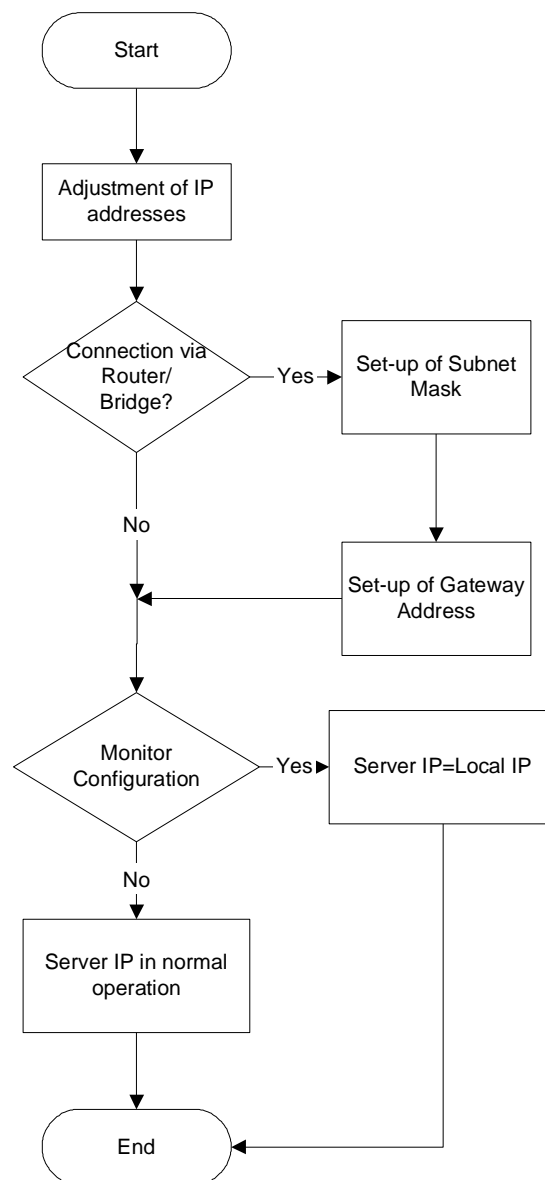 Start
Adjustment of IP
addresses
Connection via
Router/
Bridge?
Yes
Set-up of Subnet
Mask
No
Set-up of Gateway
Address
Monitor
Configuration
Yes
Server IP=Local IP
No
Server IP in normal
operation
End